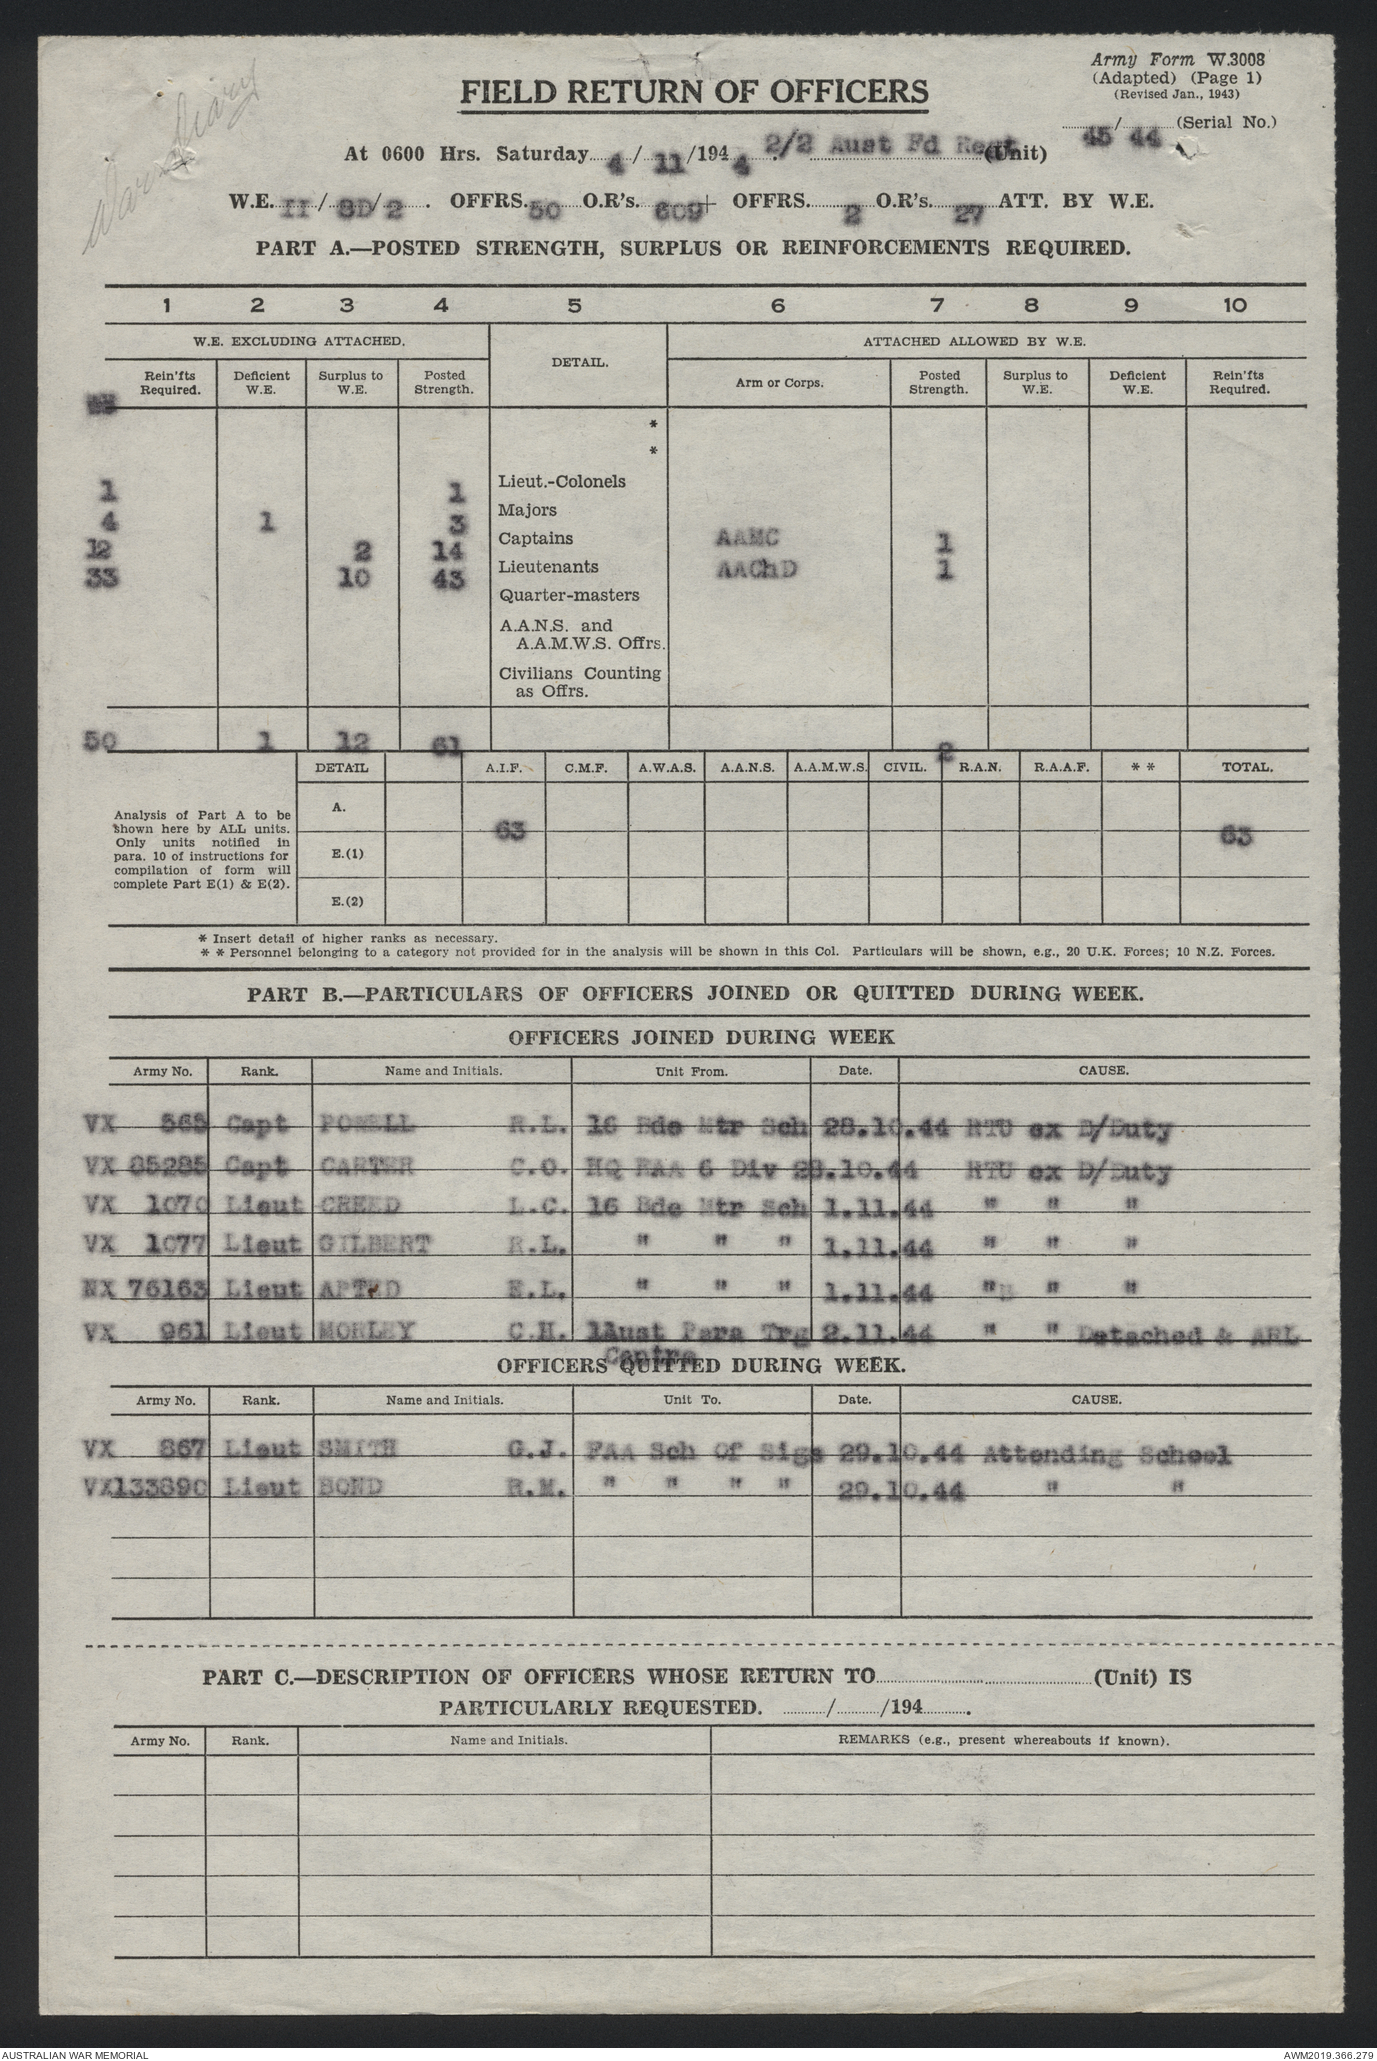 War Diary
Army Form W.3008
(Adapted) (Page 1)
(Revised Jan., 1943)
FIELD RETURN OF OFFICERS
45 / 44 (Serial No.)
At 0600 Hrs. Saturday 4 / 11 /194 4 . 2/2 Aust Fd Regt (Unit)
W.E. II / 8D / 2 . OFFRS. 50 O.R's. 609+ OFFRS. 2 O.R's. 27 ATT. BY W.E.
PART A.—POSTED STRENGTH, SURPLUS OR REINFORCEMENTS REQUIRED.
1 2 3 4 5 6 7 8 9 10
W.E. EXCLUDING ATTACHED. DETAIL. ATTACHED ALLOWED BY W.E.
Rein'fts Required. Deficient W.E. Surplus to W.E. Posted Strength. Arm or Corps. Posted Strength. Surplus to W.E. Deficient W.E. Rein'fts Required.
*
*
1 1 Lieut.-Colonels
4 1 3 Majors
12 2 14 Captains AAMC 1
33 10 43 Lieutenants AAChD 1
Quarter-masters
A.A.N.S. and
A.A.M.W.S. Offrs.
Civilians Counting
as Offrs.
50 1 12 61 2
DETAIL A.I.F. C.M.F. A.W.A.S. A.A.N.S. A.A.M.W.S. CIVIL. R.A.N. R.A.A.F. * * TOTAL.
Analysis of Part A to be
shown here by ALL units.
Only units notified in
para. 10 of instructions for
compilation of form will
complete Part E(1) & E(2).
A. 63 63
E.(1)
E.(2)
* Insert detail of higher ranks as necessary.
* * Personnel belonging to a category not provided for in the analysis will be shown in this Col. Particulars will be shown, e.g., 20 U.K. Forces; 10 N.Z. Forces.
PART B.—PARTICULARS OF OFFICERS JOINED OR QUITTED DURING WEEK.
OFFICERS JOINED DURING WEEK
Army No. Rank. Name and Initials. Unit From. Date. CAUSE.
VX 565 Capt POWELL R.L. 16 Bde Mtr Sch 28.10.44 RTU ex D/Duty
VX 85285 Capt CARTER C.O. HQ RAA 6 Div 28.10.44 RTU ex D/Duty
VX 1070 Lieut CREED L.C. 16 Bde Mtr Sch 1.11.44 " " "
VX 1077 Lieut GILBERT R.L. " " " 1.11.44 " " "
NX 76163 Lieut APTED E.L. " " " 1.11.44 " " "
VX 961 Lieut MORLEY C.H. 1Aust Para Trg 2.11.44 " " Detached & ARL
Centre
OFFICERS QUITTED DURING WEEK.
Army No. Rank. Name and Initials. Unit To. Date. CAUSE.
VX 867 Lieut SMITH G.J. FAA Sch Of Sigs 29.10.44 Attending School
VX133890 Lieut BOND R.M. " " " " 29.10.44 " "
PART C.—DESCRIPTION OF OFFICERS WHOSE RETURN TO (Unit) IS
PARTICULARLY REQUESTED. / /194 .
Army No. Rank. Name and Initials. REMARKS (e.g., present whereabouts if known).
AUSTRALIAN WAR MEMORIAL AWM2019.366.279